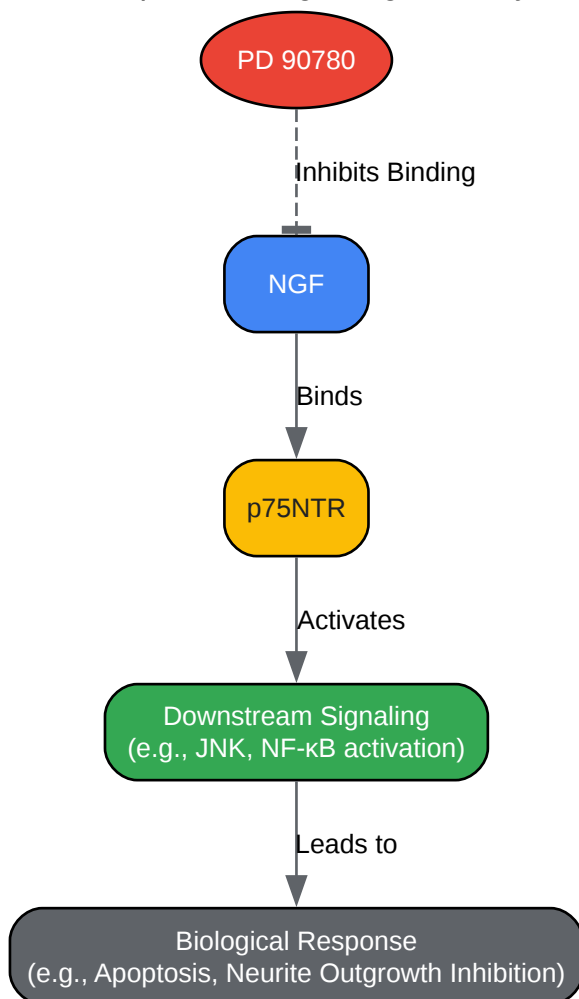 PD 90780
Inhibits Binding
NGF
Binds
p75NTR
Activates
Downstream Signaling
(e.g., JNK, NF-κB activation)
Leads to
Biological Response
(e.g., Apoptosis, Neurite Outgrowth Inhibition)